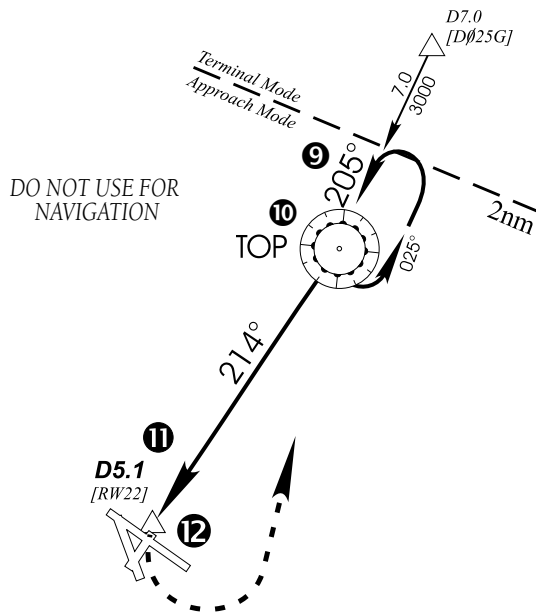 D7.0
[DØ25G]
Terminal Mode
Approach Mode
7.0
3000
9
205°
DO NOT USE FOR
NAVIGATION
10
2nm
TOP
025°
214°
11
D5.1
[RW22]
12